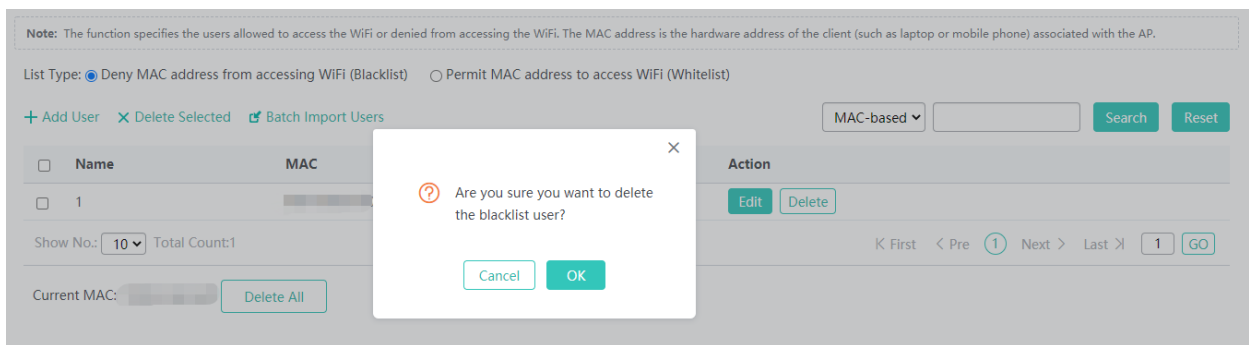 Note: The function specifies the users allowed to access the WiFi or denied from accessing the WiFi. The MAC address is the hardware address of the client (such as laptop or mobile phone) associated with the AP.
List Type: Deny MAC address from accessing WiFi (Blacklist) Permit MAC address to access WiFi (Whitelist)
Add User Delete Selected Batch Import Users MAC-based Search Reset
Name MAC Action
1 Edit Delete
Are you sure you want to delete
the blacklist user?
Cancel OK
Show No.: 10 Total Count:1 First Pre 1 Next Last 1 GO
Current MAC: Delete All